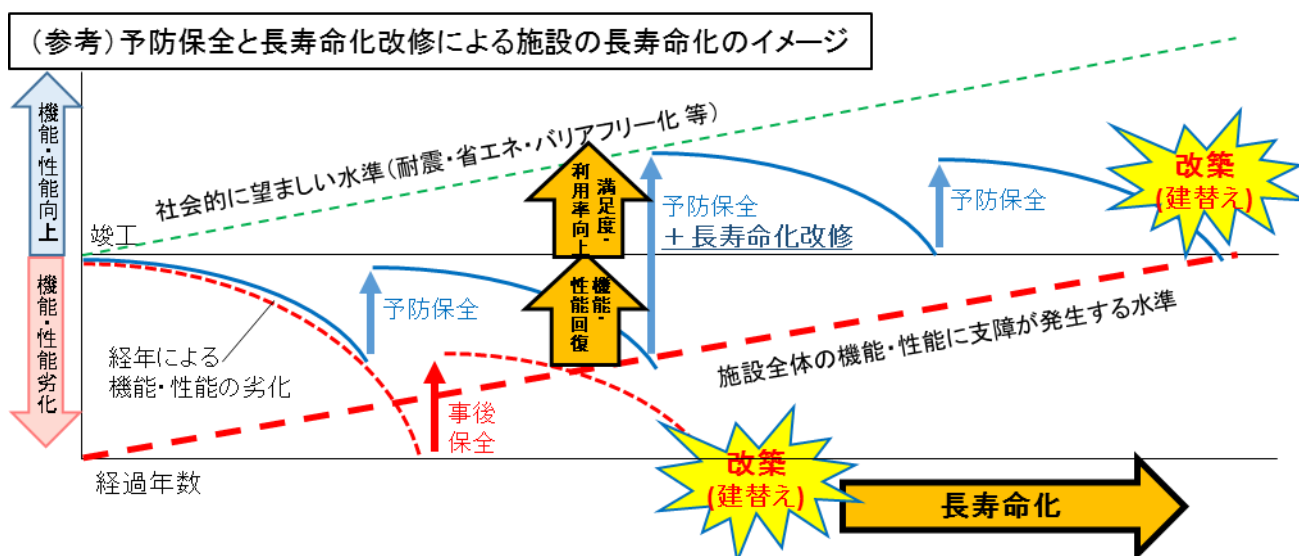 (参考)予防保全と長寿命化改修による施設の長寿命化のイメージ
機能・性能向上
社会的に望ましい水準(耐震・省エネ・バリアフリー化 等)
満足度・
利用率向上
予防保全
+長寿命化改修
予防保全
改築
(建替え)
竣工
機能・性能劣化
予防保全
機能・
性能回復
経年による
機能・性能の劣化
事後
保全
施設全体の機能・性能に支障が発生する水準
経過年数
改築
(建替え)
長寿命化